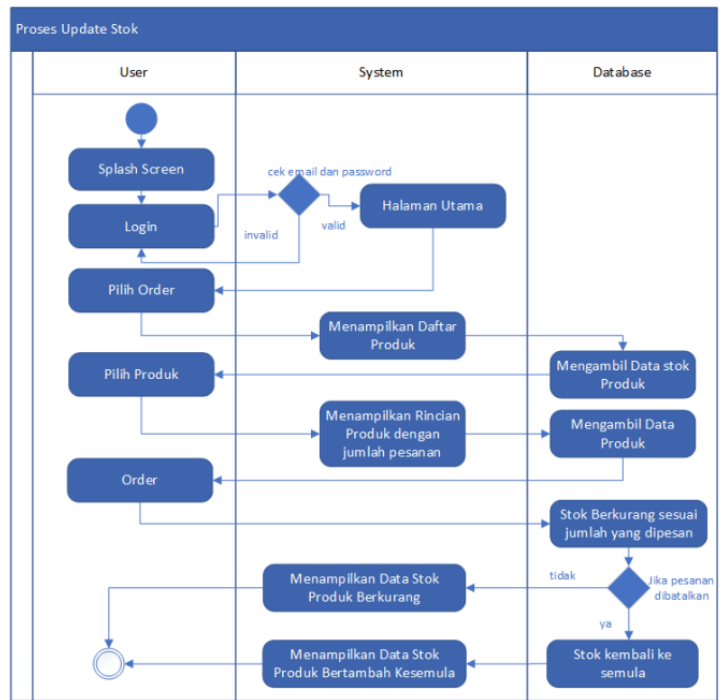 Proses Update Stok
User
System
Database
Splash Screen
cek email dan password
Login
Halaman Utama
invalid
valid
Pilih Order
Menampilkan Daftar
Produk
Pilih Produk
Mengambil Data stok
Produk
Menampilkan Rincian
Produk dengan
jumlah pesanan
Mengambil Data
Produk
Order
Stok Berkurang sesuai
jumlah yang dipesan
Menampilkan Data Stok
Produk Berkurang
tidak
Jika pesanan
dibatalkan
ya
Menampilkan Data Stok
Produk Bertambah Kesemula
Stok kembali ke
semula